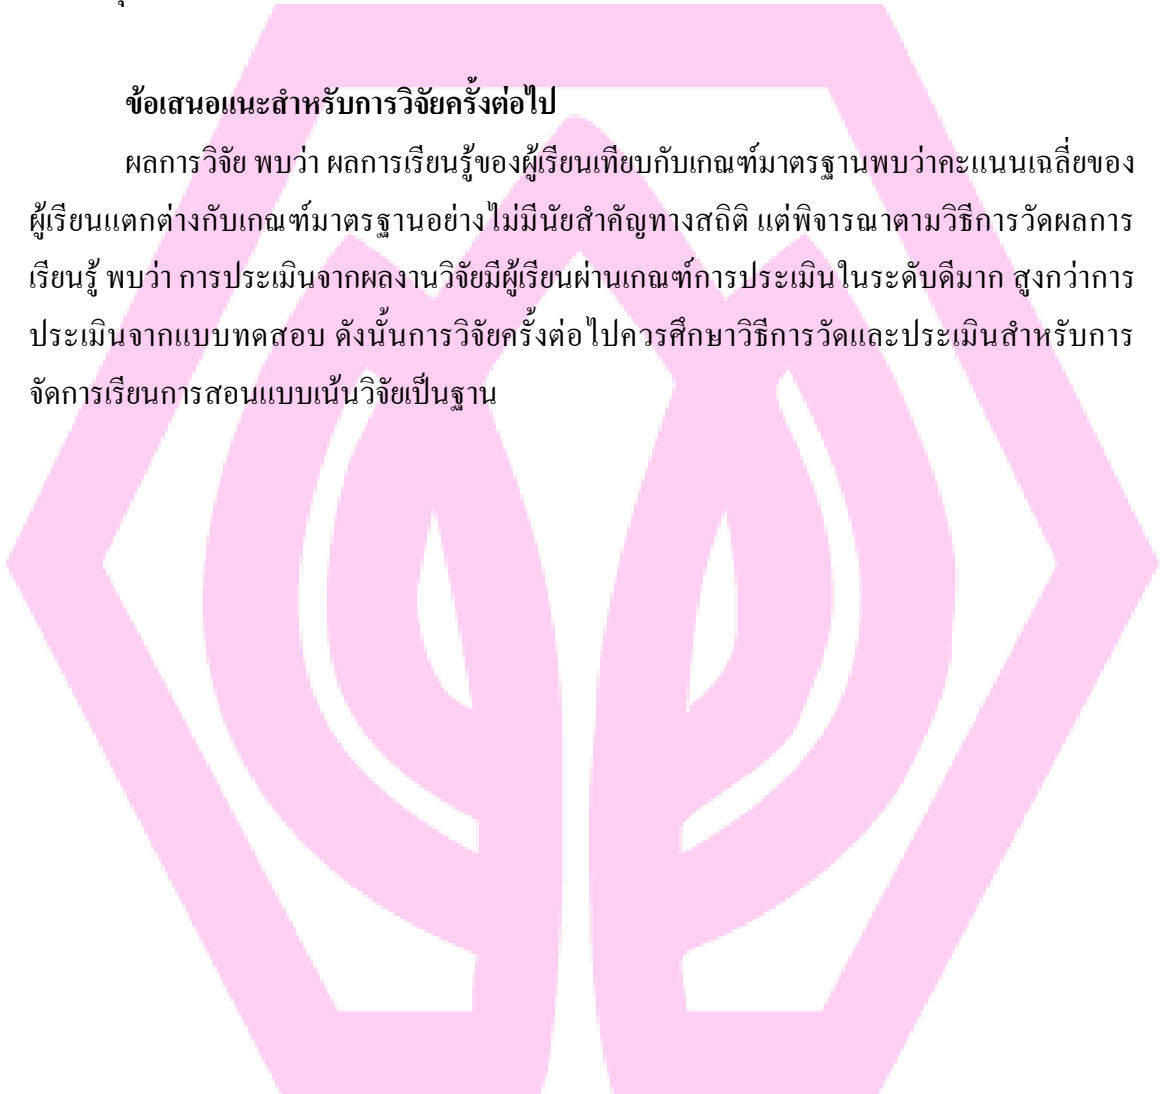 ข้อเสนอแนะสำหรับการวิจัยครั้งต่อไป
ผลการวิจัย พบว่า ผลการเรียนรู้ของผู้เรียนเทียบกับเกณฑ์มาตรฐานพบว่าคะแนนเฉลี่ยของ
ผู้เรียนแตกต่างกับเกณฑ์มาตรฐานอย่างไม่มีนัยสำคัญทางสถิติ แต่พิจารณาตามวิธีการวัดผลการ
เรียนรู้ พบว่า การประเมินจากผลงานวิจัยมีผู้เรียนผ่านเกณฑ์การประเมินในระดับดีมาก สูงกว่าการ
ประเมินจากแบบทดสอบ ดังนั้นการวิจัยครั้งต่อไปควรศึกษาวิธีการวัดและประเมินสำหรับการ
จัดการเรียนการสอนแบบเน้นวิจัยเป็นฐาน